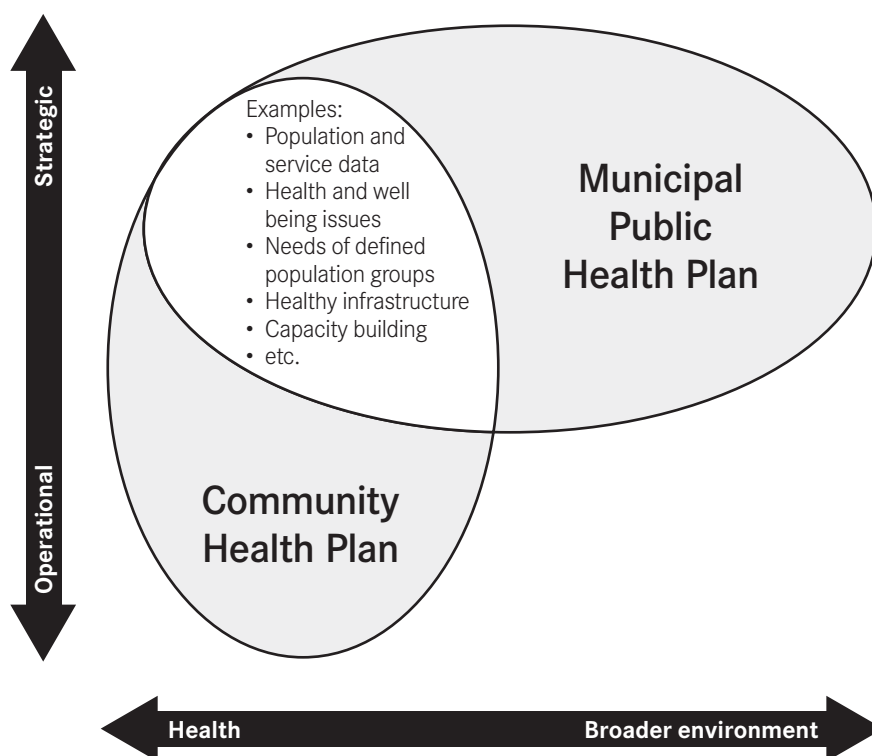 Strategic
Operational
Examples:
• Population and
service data
• Health and well
being issues
• Needs of defined
population groups
• Healthy infrastructure
• Capacity building
• etc.
Municipal
Public
Health Plan
Community
Health Plan
Health
Broader environment